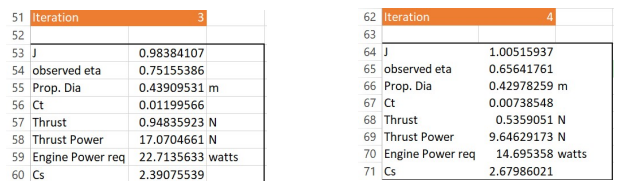 51 Iteration 3
52
53 J 0.98384107
54 observed eta 0.75155386
55 Prop. Dia 0.43909531 m
56 Ct 0.01199566
57 Thrust 0.94835923 N
58 Thrust Power 17.0704661 N
59 Engine Power req 22.7135633 watts
60 Cs 2.39075539
62 Iteration 4
63
64 J 1.00515937
65 observed eta 0.65641761
66 Prop. Dia 0.42978259 m
67 Ct 0.00738548
68 Thrust 0.5359051 N
69 Thrust Power 9.64629173 N
70 Engine Power req 14.695358 watts
71 Cs 2.67986021